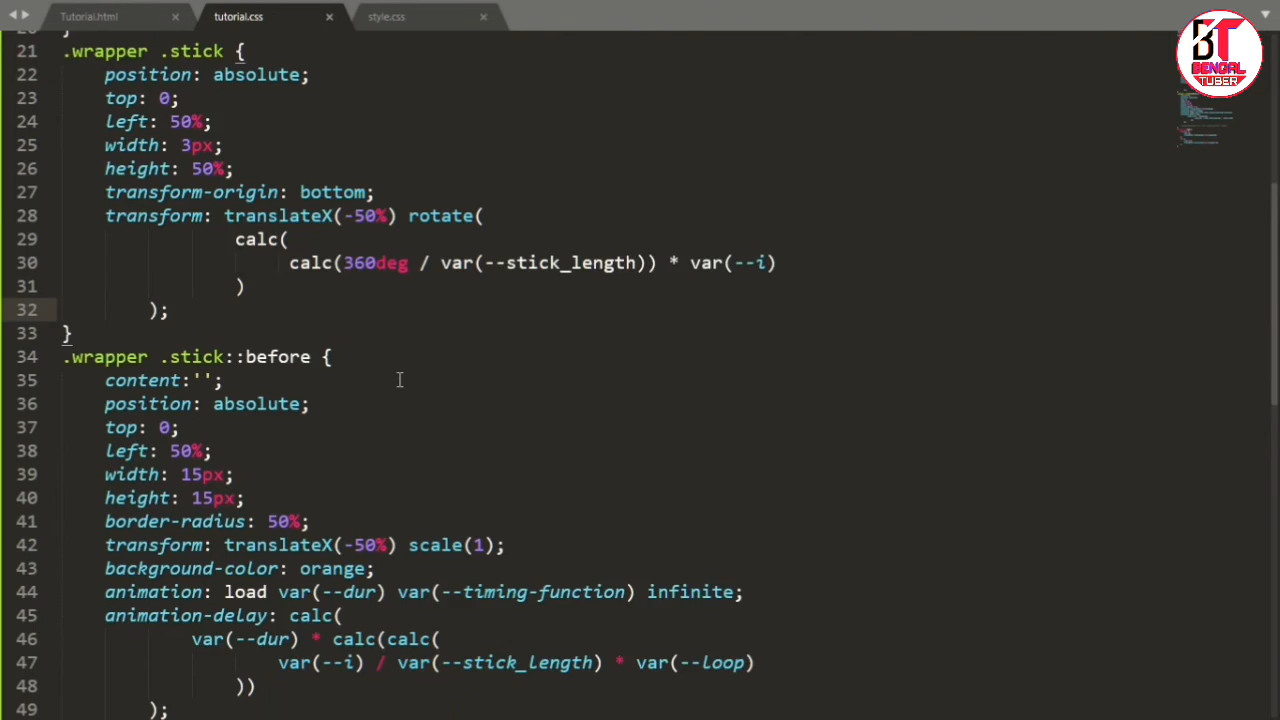 Tutorial.html
tutorial.css
style.css
BT
BENGAL
TUBER
21 .wrapper .stick {
22 position: absolute;
23 top: 0;
24 left: 50%;
25 width: 3px;
26 height: 50%;
27 transform-origin: bottom;
28 transform: translateX(-50%) rotate(
29 calc(
30 calc(360deg / var(--stick_length)) * var(--i)
31 )
32 );
33 }
34 .wrapper .stick::before {
35 content:'';
36 position: absolute;
37 top: 0;
38 left: 50%;
39 width: 15px;
40 height: 15px;
41 border-radius: 50%;
42 transform: translateX(-50%) scale(1);
43 background-color: orange;
44 animation: load var(--dur) var(--timing-function) infinite;
45 animation-delay: calc(
46 var(--dur) * calc(calc(
47 var(--i) / var(--stick_length) * var(--loop)
48 ))
49 );